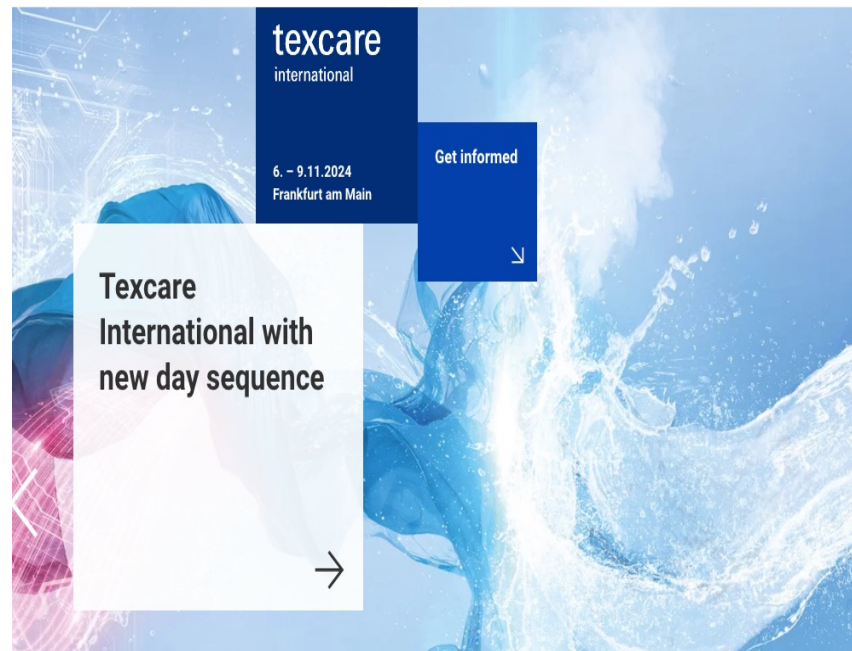 texcare
international
6. – 9.11.2024
Frankfurt am Main
Get informed
Texcare
International with
new day sequence